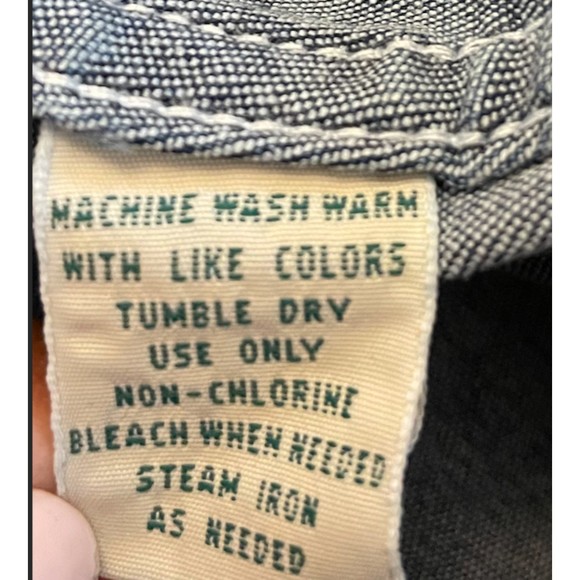 MACHINE WASH WARM
WITH LIKE COLORS
TUMBLE DRY
USE ONLY
NON-CHLORINE
BLEACH WHEN NEEDED
STEAM IRON
AS NEEDED